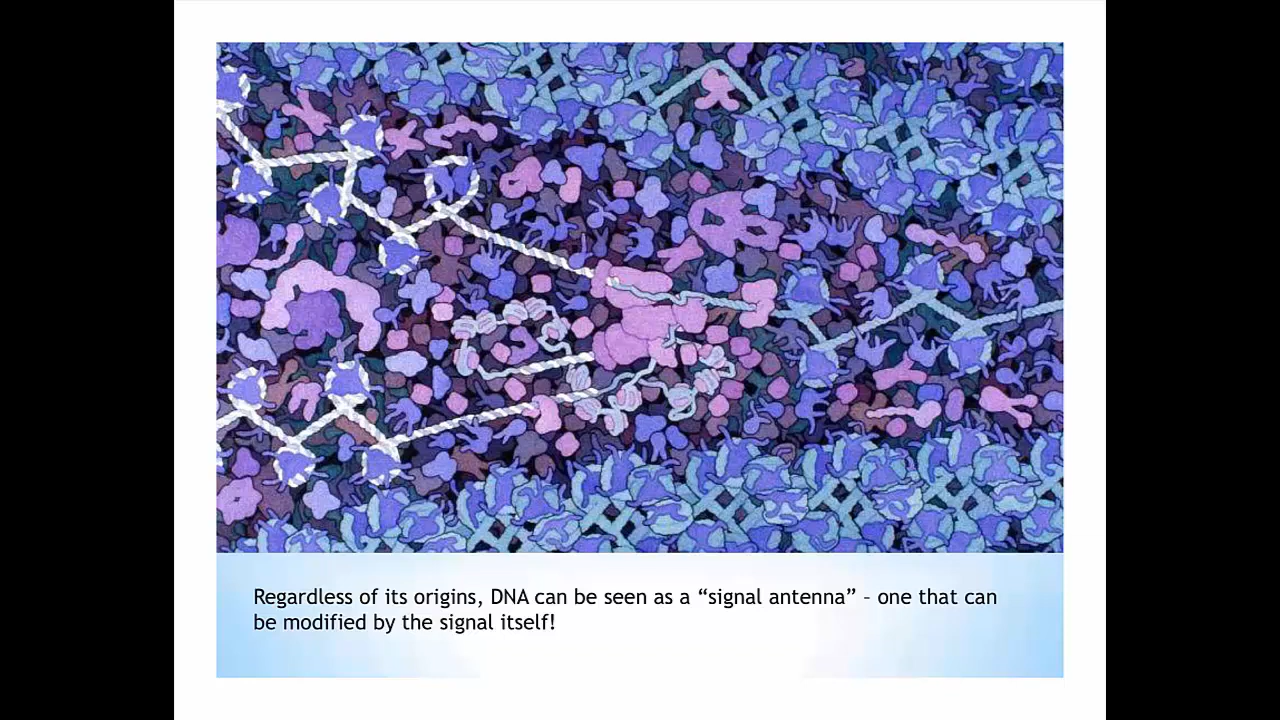 Regardless of its origins, DNA can be seen as a “signal antenna” – one that can
be modified by the signal itself!